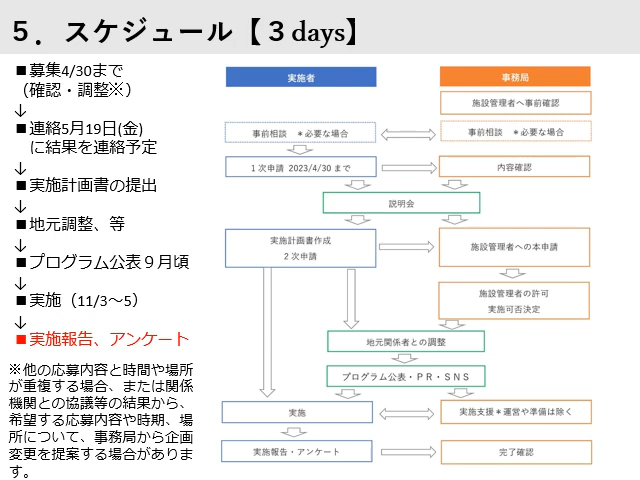 ５．スケジュール【３days】
■募集4/30まで
（確認・調整※）
↓
■連絡5月19日(金)
に結果を連絡予定
↓
■実施計画書の提出
↓
■地元調整、等
↓
■プログラム公表９月頃
↓
■実施（11/3～5）
↓
■実施報告、アンケート
※他の応募内容と時間や場所
が重複する場合、または関係
機関との協議等の結果から、
希望する応募内容や時期、場
所について、事務局から企画
変更を提案する場合がありま
す。
実施者
事務局
施設管理者へ事前確認
事前相談　＊必要な場合
事前相談　＊必要な場合
１次申請 2023/4/30 まで
内容確認
説明会
実施計画書作成
２次申請
施設管理者への本申請
施設管理者の許可
実施可否決定
地元関係者との調整
プログラム公表・ＰＲ・ＳＮＳ
実施
実施支援＊運営や準備は除く
実施報告・アンケート
完了確認